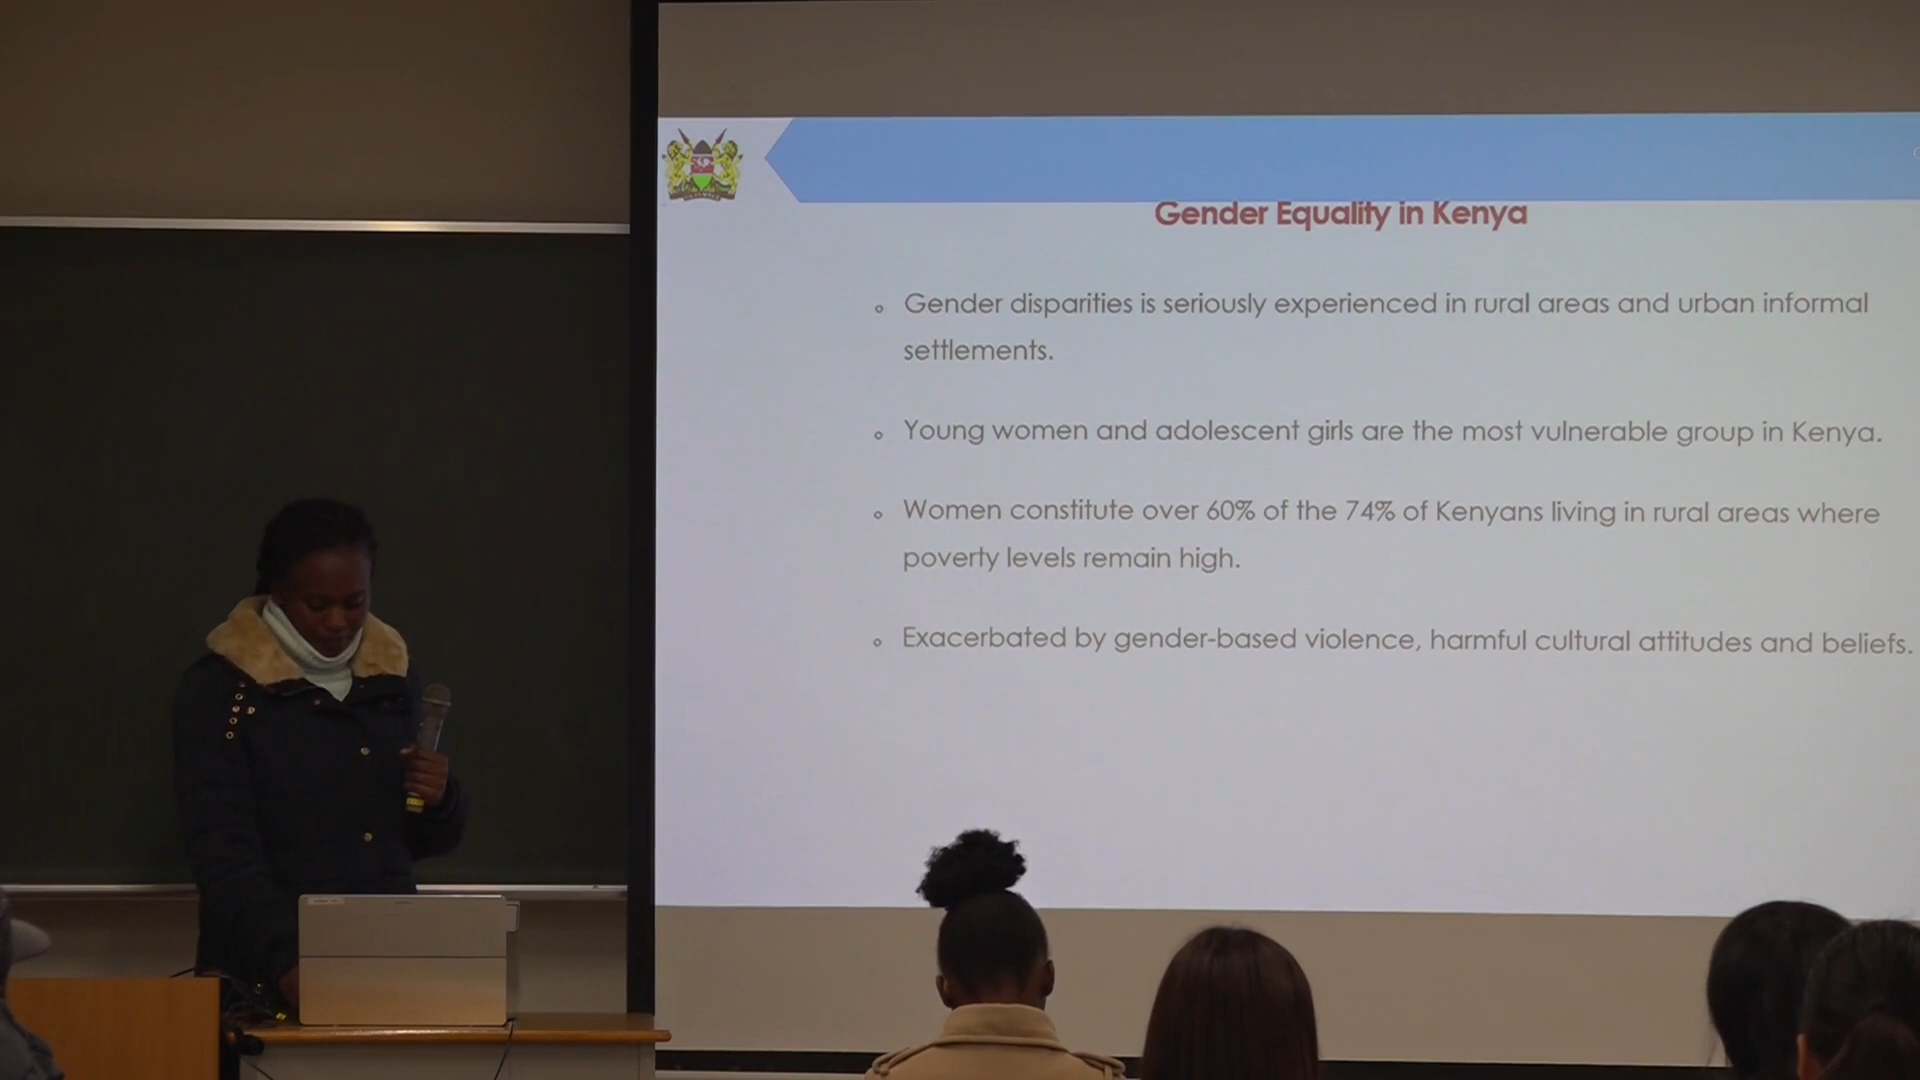 Gender Equality in Kenya
Gender disparities is seriously experienced in rural areas and urban informal
settlements.
Young women and adolescent girls are the most vulnerable group in Kenya.
Women constitute over 60% of the 74% of Kenyans living in rural areas where
poverty levels remain high.
Exacerbated by gender-based violence, harmful cultural attitudes and beliefs.